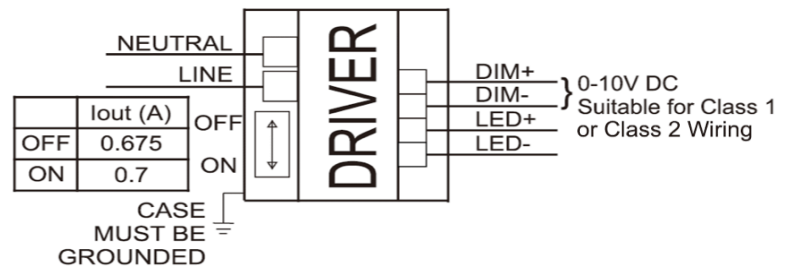 NEUTRAL
LINE
Iout (A)
OFF 0.675
ON 0.7
OFF
ON
CASE
MUST BE
GROUNDED
DRIVER
DIM+
DIM-
LED+
LED-
0-10V DC
Suitable for Class 1
or Class 2 Wiring